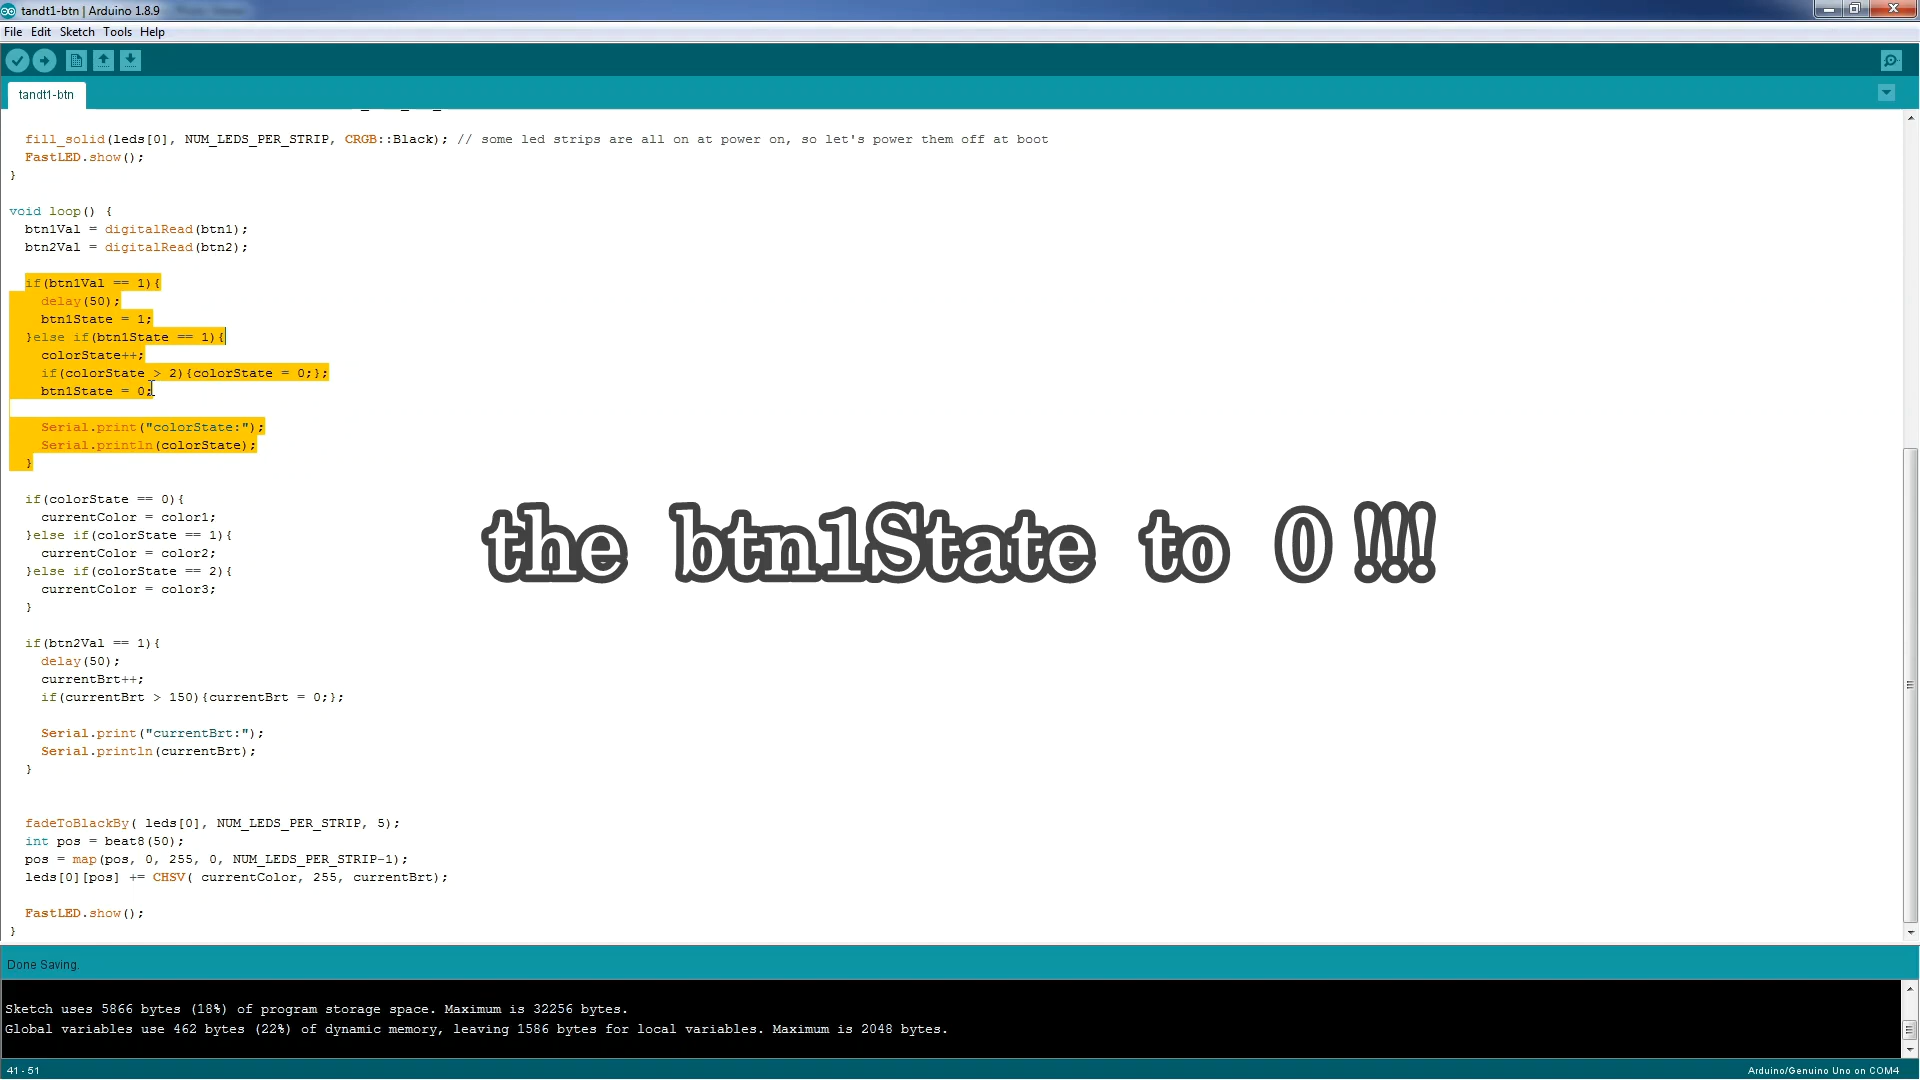 tandt1-btn | Arduino 1.8.9
File Edit Sketch Tools Help
tandt1-btn
fill_solid(leds[0], NUM_LEDS_PER_STRIP, CRGB::Black); // some led strips are all on at power on, so let's power them off at boot
FastLED.show();
}
void loop() {
btn1Val = digitalRead(btn1);
btn2Val = digitalRead(btn2);
if(btn1Val == 1){
delay(50);
btn1State = 1;
}else if(btn1State == 1){
colorState++;
if(colorState > 2){colorState = 0;};
btn1State = 0;
Serial.print("colorState:");
Serial.println(colorState);
}
if(colorState == 0){
currentColor = color1;
}else if(colorState == 1){
currentColor = color2;
}else if(colorState == 2){
currentColor = color3;
}
the btn1State to 0 !!!
if(btn2Val == 1){
delay(50);
currentBrt++;
if(currentBrt > 150){currentBrt = 0;};
Serial.print("currentBrt:");
Serial.println(currentBrt);
}
fadeToBlackBy( leds[0], NUM_LEDS_PER_STRIP, 5);
int pos = beat8(50);
pos = map(pos, 0, 255, 0, NUM_LEDS_PER_STRIP-1);
leds[0][pos] += CHSV( currentColor, 255, currentBrt);
FastLED.show();
}
Done Saving.
Sketch uses 5866 bytes (18%) of program storage space. Maximum is 32256 bytes.
Global variables use 462 bytes (22%) of dynamic memory, leaving 1586 bytes for local variables. Maximum is 2048 bytes.
41 - 51
Arduino/Genuino Uno on COM4